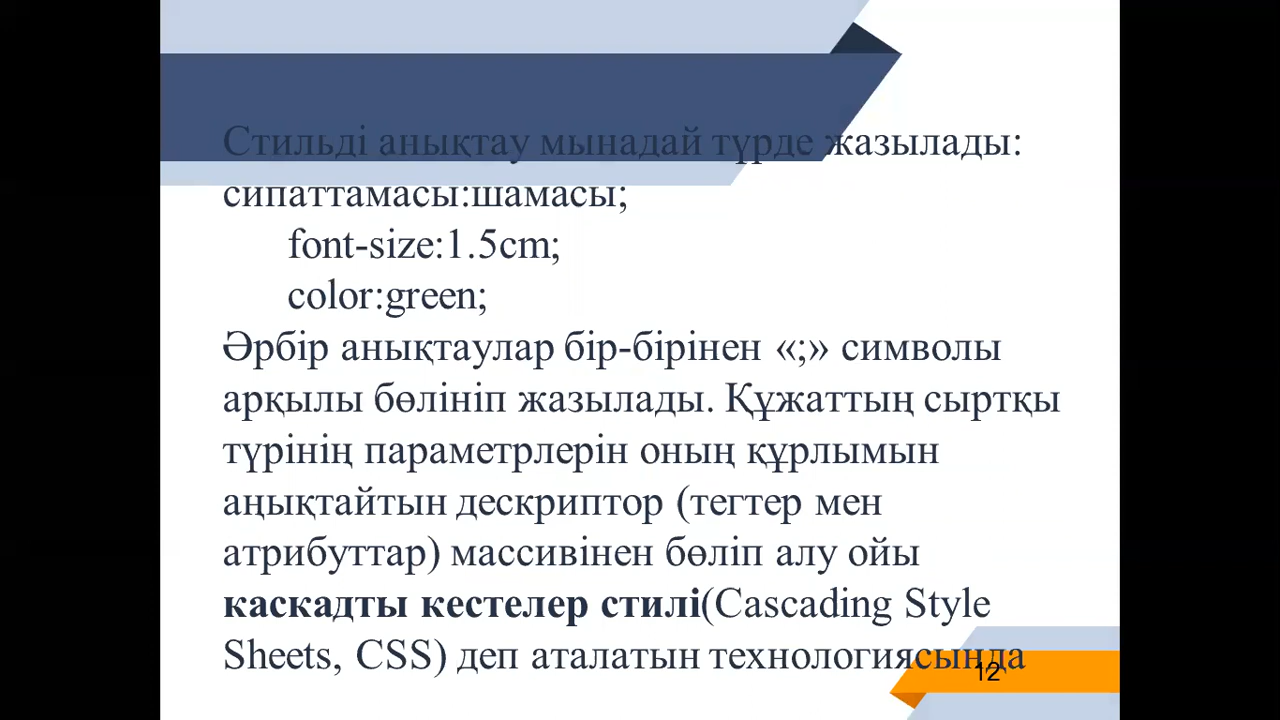 Стильді анықтау мынадай түрде жазылады:
сипаттамасы:шамасы;
font-size:1.5cm;
color:green;
Әрбір анықтаулар бір-бірінен «;» символы
арқылы бөлініп жазылады. Құжаттың сыртқы
түрінің параметрлерін оның құрлымын
аңықтайтын дескриптор (тегтер мен
атрибуттар) массивінен бөліп алу ойы
каскадты кестелер стилі(Cascading Style
Sheets, CSS) деп аталатын технологиясында
12